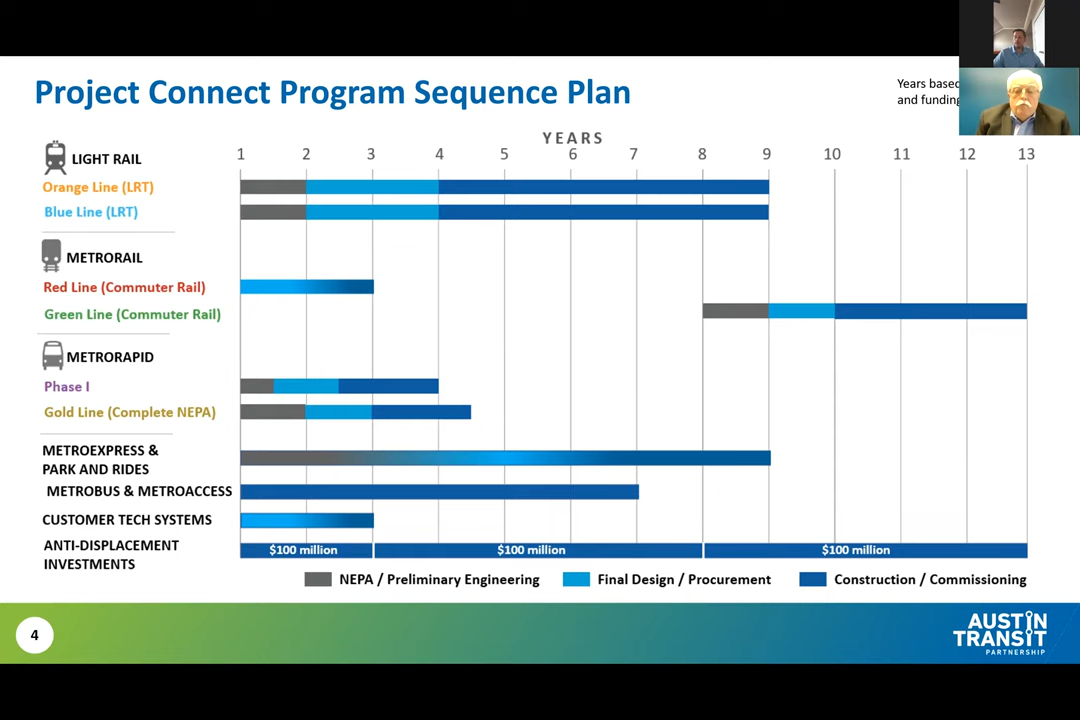 Project Connect Program Sequence Plan
Years based
and funding
YEARS
1 2 3 4 5 6 7 8 9 10 11 12 13
LIGHT RAIL
Orange Line (LRT)
Blue Line (LRT)
METRORAIL
Red Line (Commuter Rail)
Green Line (Commuter Rail)
METRORAPID
Phase I
Gold Line (Complete NEPA)
METROEXPRESS &
PARK AND RIDES
METROBUS & METROACCESS
CUSTOMER TECH SYSTEMS
ANTI-DISPLACEMENT
INVESTMENTS
$100 million $100 million $100 million
NEPA / Preliminary Engineering Final Design / Procurement Construction / Commissioning
4
AUSTIN
TRANSIT
PARTNERSHIP